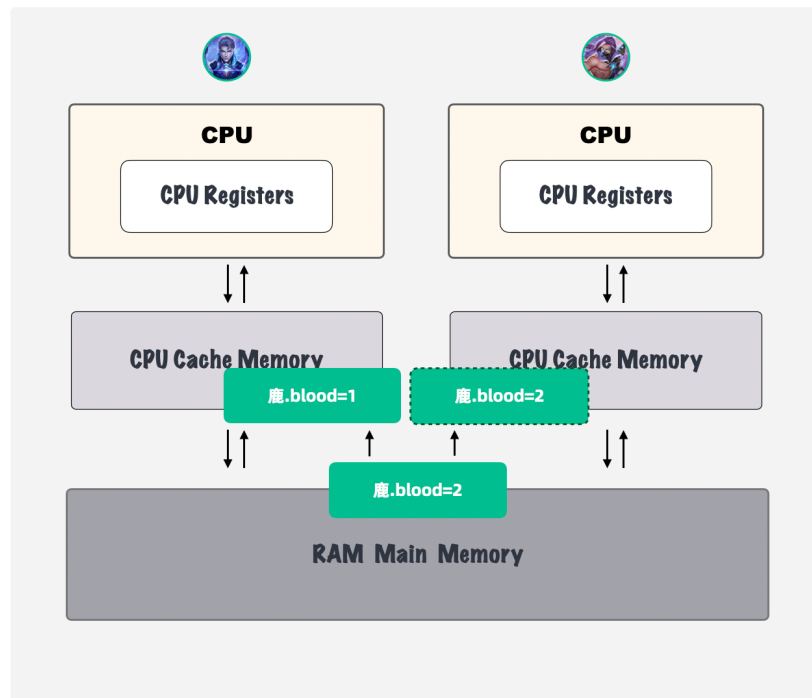 CPU
CPU
CPU Registers
CPU Registers
CPU Cache Memory
CPU Cache Memory
鹿.blood=1
鹿.blood=2
鹿.blood=2
RAM Main Memory